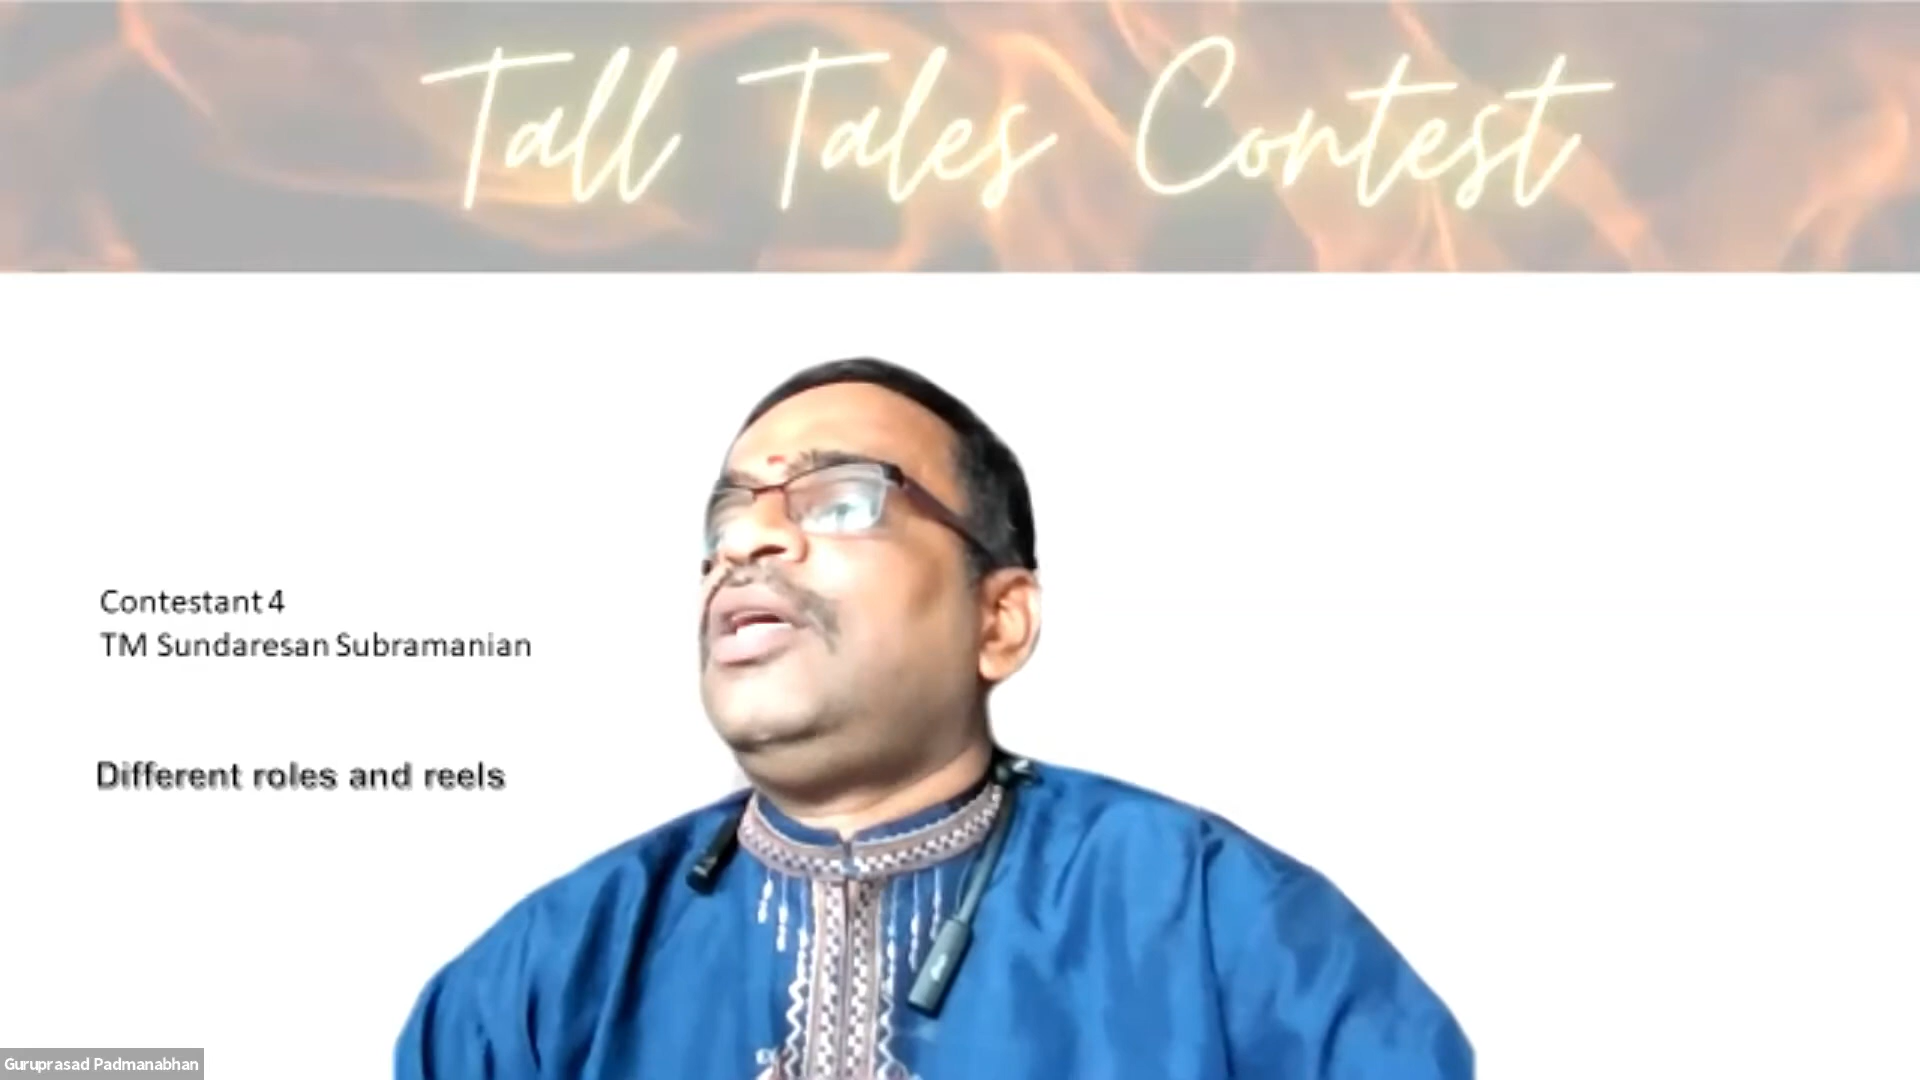 Tall Tales Contest
Contestant 4
TM Sundaresan Subramanian
Different roles and reels
Guruprasad Padmanabhan